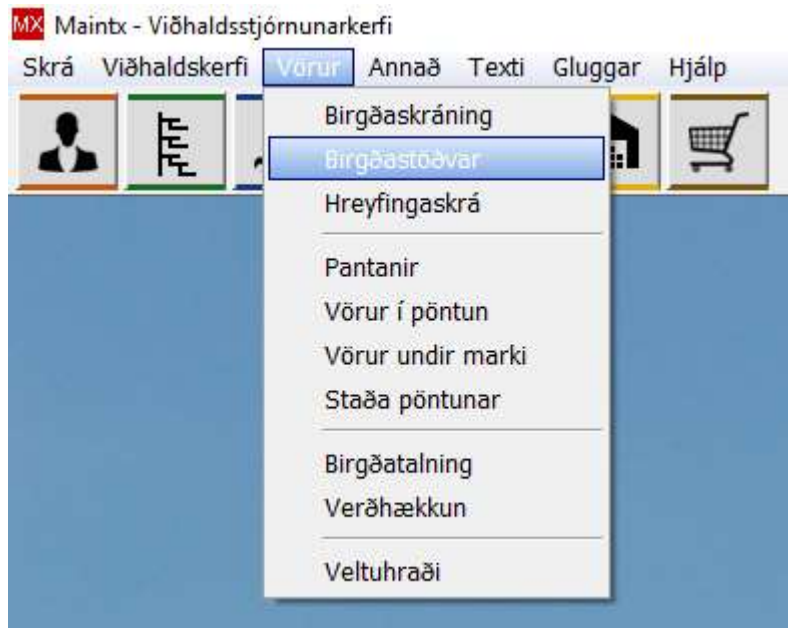 MX Maintx - Viðhaldsstjórnunarkerfi
Skrá Viðhaldskerfi Vörur Annað Texti Gluggar Hjálp
Birgðaskráning
Birgðastöðvar
Hreyfingaskrá
Pantanir
Vörur í pöntun
Vörur undir marki
Staða pöntunar
Birgðatalning
Verðhækkun
Veltuhraði